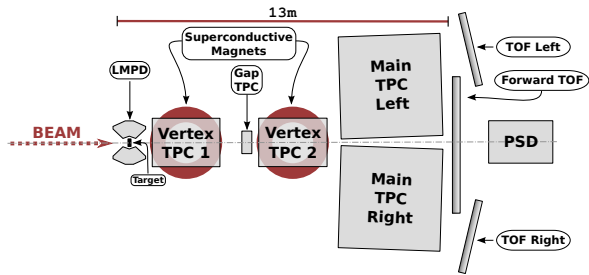 13m
Superconductive
Magnets
TOF Left
LMPD
Gap
TPC
Main
TPC
Left
Forward TOF
BEAM
Vertex
TPC 1
Vertex
TPC 2
PSD
Target
Main
TPC
Right
TOF Right